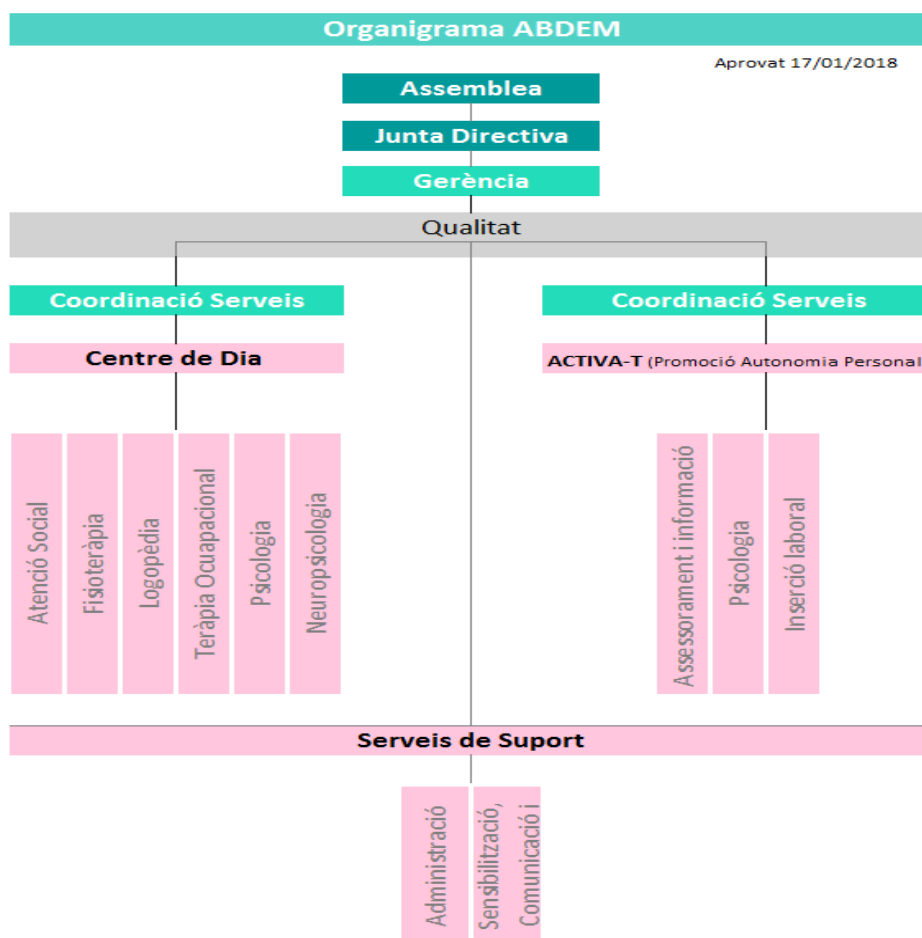 Organigrama ABDEM
Aprovat 17/01/2018
Assemblea
Junta Directiva
Gerència
Qualitat
Coordinació Serveis
Coordinació Serveis
Centre de Dia
ACTIVA-T (Promoció Autonomia Personal
Atenció Social
Fisioteràpia
Logopèdia
Teràpia Ocuapacional
Psicologia
Neuropsicologia
Assessorament i informació
Psicologia
Inserció laboral
Serveis de Suport
Administració
Sensibilització,
Comunicació i